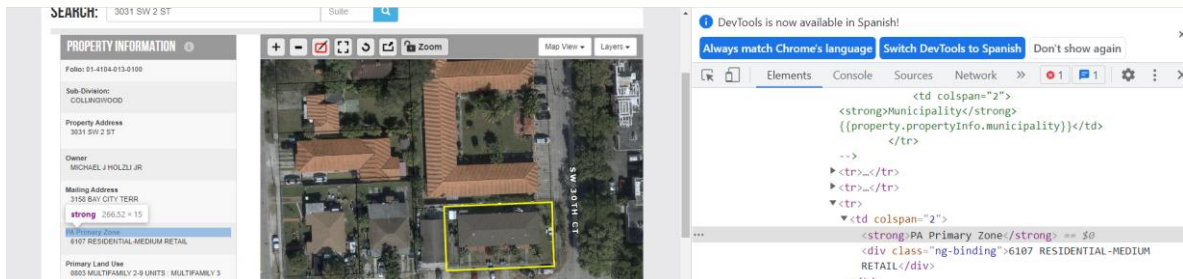 SEARCH: 3031 SW 2 ST Suite
PROPERTY INFORMATION
Zoom
Map View
Layers
Folio: 01-4104-013-0100
Sub-Division:
COLLINGWOOD
Property Address
3031 SW 2 ST
Owner
MICHAEL J HOLZLI JR
Mailing Address
3158 BAY CITY TERR
strong 266.52 × 15
PA Primary Zone
6107 RESIDENTIAL-MEDIUM RETAIL
Primary Land Use
0803 MULTIFAMILY 2-9 UNITS : MULTIFAMILY 3
SW 30TH CT
DevTools is now available in Spanish!
Always match Chrome's language Switch DevTools to Spanish Don't show again
Elements Console Sources Network » 1 1
<td colspan="2">
<strong>Municipality</strong>
{{property.propertyInfo.municipality}}</td>
</tr>
-->
<tr>…</tr>
<tr>…</tr>
<tr>
<td colspan="2">
<strong>PA Primary Zone</strong> == $0
<div class="ng-binding">6107 RESIDENTIAL-MEDIUM
RETAIL</div>